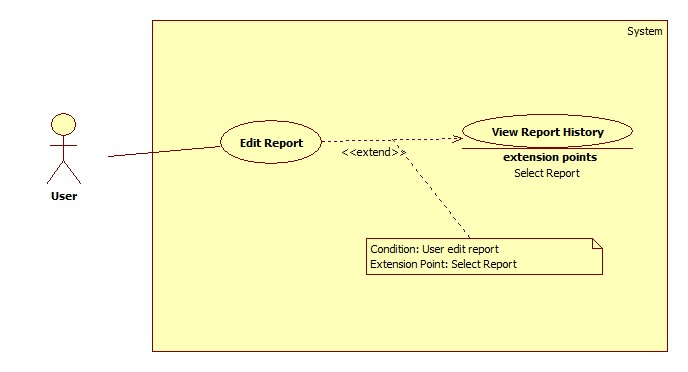 System
View Report History
Edit Report
<<extend>>
extension points
Select Report
User
Condition: User edit report
Extension Point: Select Report